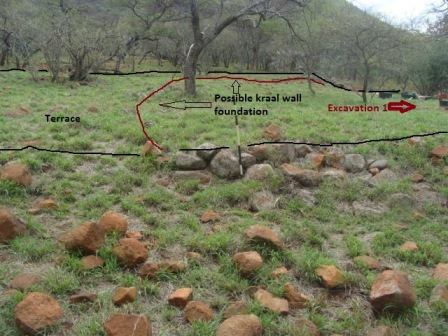 Possible kraal wall
foundation
Excavation 1
Terrace